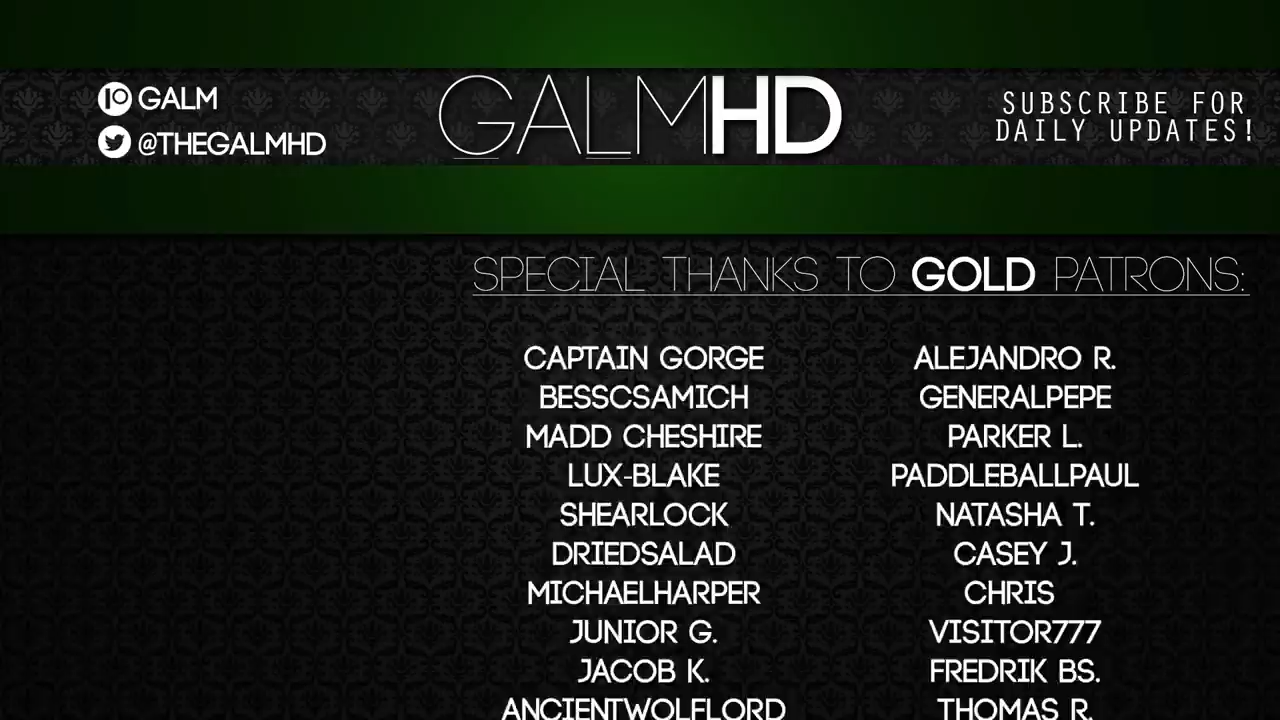 GALM
@THEGALMHD
GALMHD
SUBSCRIBE FOR
DAILY UPDATES!
SPECIAL THANKS TO GOLD PATRONS:
CAPTAIN GORGE
BESSCSAMICH
MADD CHESHIRE
LUX-BLAKE
SHEARLOCK
DRIEDSALAD
MICHAELHARPER
JUNIOR G.
JACOB K.
ANCIENTWOLFLORD
ALEJANDRO R.
GENERALPEPE
PARKER L.
PADDLEBALLPAUL
NATASHA T.
CASEY J.
CHRIS
VISITOR777
FREDRIK BS.
THOMAS R.